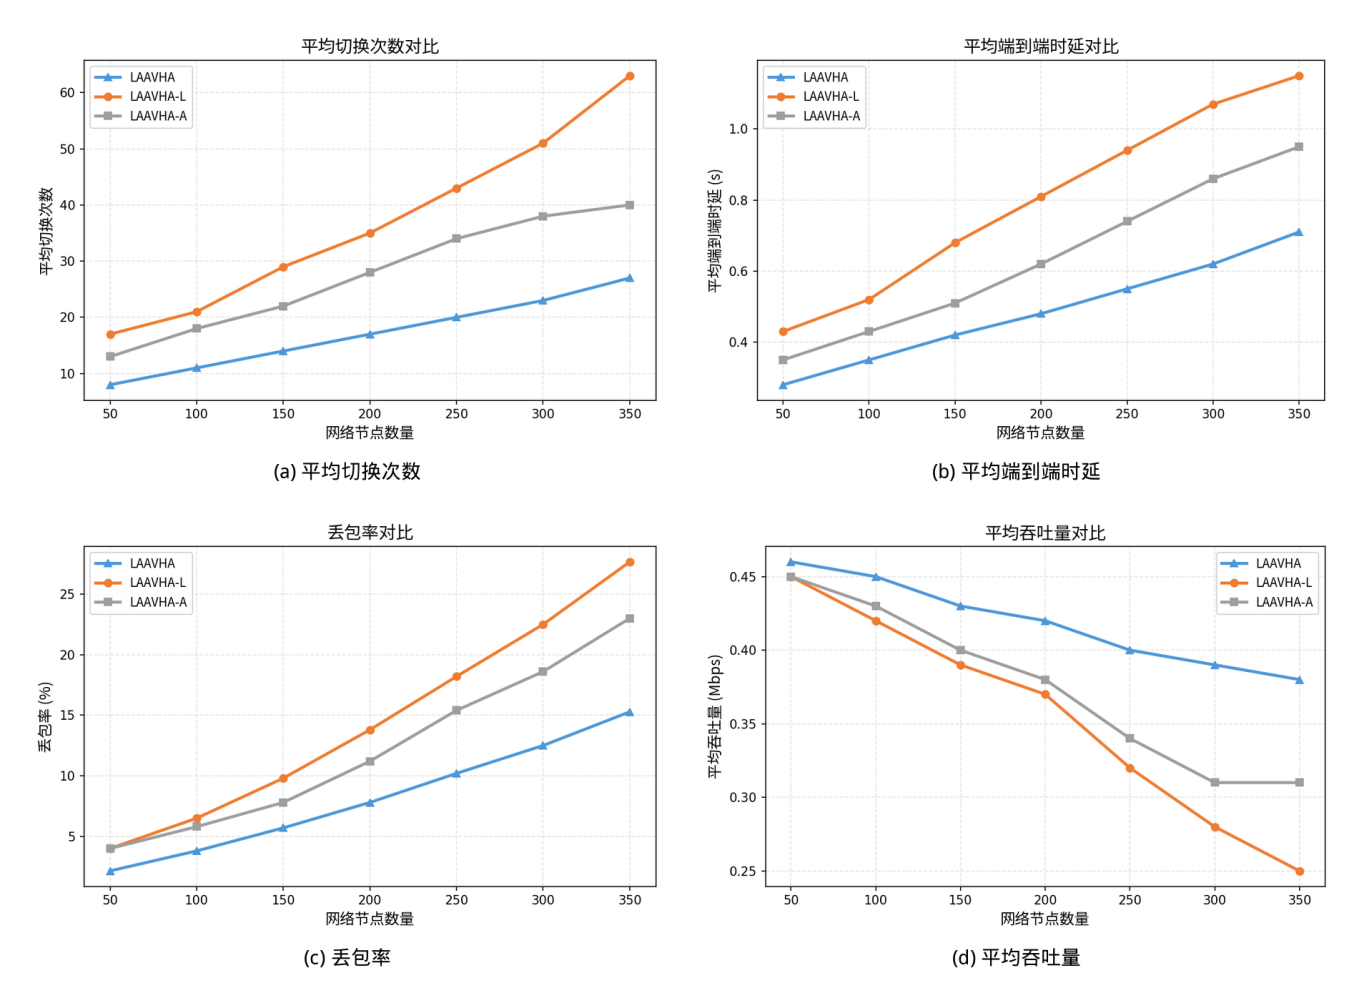 平均切换次数对比
LAAVHA
LAAVHA-L
LAAVHA-A
平均切换次数
60
50
40
30
20
10
50 100 150 200 250 300 350
网络节点数量
(a) 平均切换次数
平均端到端时延对比
LAAVHA
LAAVHA-L
LAAVHA-A
平均端到端时延 (s)
1.0
0.8
0.6
0.4
50 100 150 200 250 300 350
网络节点数量
(b) 平均端到端时延
丢包率对比
LAAVHA
LAAVHA-L
LAAVHA-A
丢包率 (%)
25
20
15
10
5
50 100 150 200 250 300 350
网络节点数量
(c) 丢包率
平均吞吐量对比
LAAVHA
LAAVHA-L
LAAVHA-A
平均吞吐量 (Mbps)
0.45
0.40
0.35
0.30
0.25
50 100 150 200 250 300 350
网络节点数量
(d) 平均吞吐量